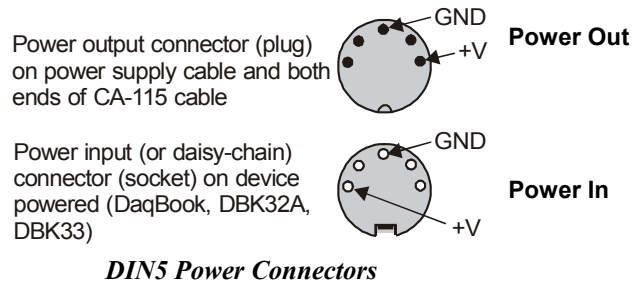 Power output connector (plug)
on power supply cable and both
ends of CA-115 cable
GND
+V
Power Out
Power input (or daisy-chain)
connector (socket) on device
powered (DaqBook, DBK32A,
DBK33)
GND
+V
Power In
DIN5 Power Connectors